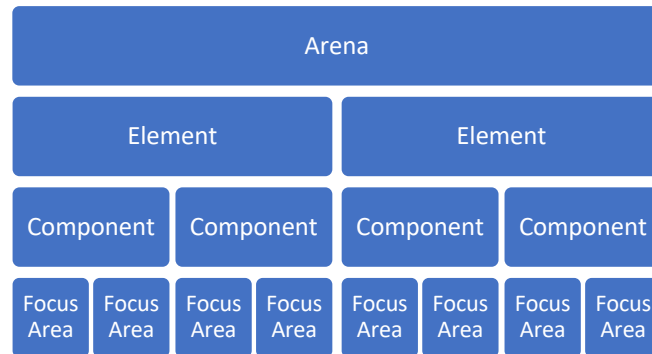 Arena
Element Element
Component Component Component Component
Focus Focus Focus Focus Focus Focus Focus Focus
Area Area Area Area Area Area Area Area